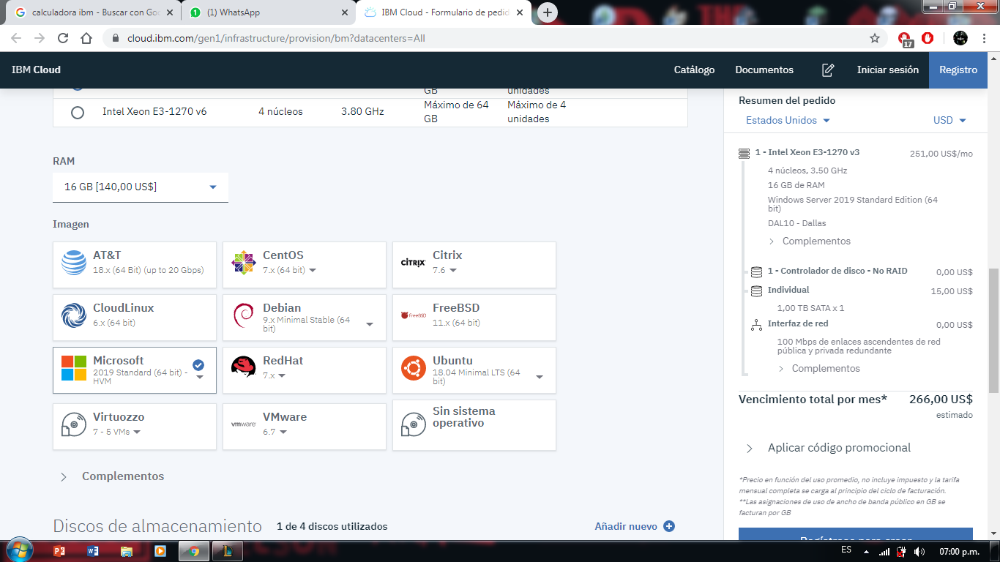 calculadora ibm - Buscar con Goo
(1) WhatsApp
IBM Cloud - Formulario de pedid
cloud.ibm.com/gen1/infrastructure/provision/bm?datacenters=All
17
IBM Cloud
Catálogo
Documentos
Iniciar sesión
Registro
GB
unidades
Intel Xeon E3-1270 v6
4 núcleos
3.80 GHz
Máximo de 64 GB
Máximo de 4 unidades
RAM
16 GB [140,00 US$]
Imagen
AT&T
18.x (64 Bit) (up to 20 Gbps)
CentOS
7.x (64 bit)
CITRIX
Citrix
7.6
CloudLinux
6.x (64 bit)
Debian
9.x Minimal Stable (64
bit)
FreeBSD
FreeBSD
11.x (64 bit)
Microsoft
2019 Standard (64 bit) -
HVM
RedHat
7.x
Ubuntu
18.04 Minimal LTS (64
bit)
Virtuozzo
7 - 5 VMs
vmware
VMware
6.7
Sin sistema
operativo
Complementos
Discos de almacenamiento
1 de 4 discos utilizados
Añadir nuevo
Resumen del pedido
Estados Unidos
USD
1 - Intel Xeon E3-1270 v3
251,00 US$/mo
4 núcleos, 3.50 GHz
16 GB de RAM
Windows Server 2019 Standard Edition (64
bit)
DAL10 - Dallas
Complementos
1 - Controlador de disco - No RAID
0,00 US$
Individual
15,00 US$
1,00 TB SATA x 1
Interfaz de red
0,00 US$
100 Mbps de enlaces ascendentes de red
pública y privada redundante
Complementos
Vencimiento total por mes*
266,00 US$
estimado
Aplicar código promocional
*Precio en función del uso promedio, no incluye impuesto y la tarifa
mensual completa se carga al principio del ciclo de facturación.
**Las asignaciones de uso de ancho de banda público en GB se
facturan por GB
ES
07:00 p.m.